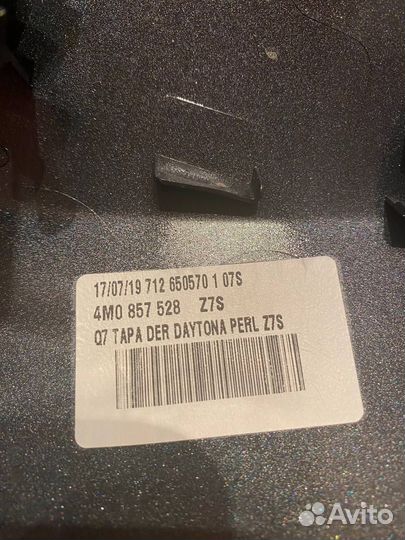 17/07/19 712 650570 1 07S
4M0 857 528 Z7S
Q7 TAPA DER DAYTONA PERL Z7S
Avito